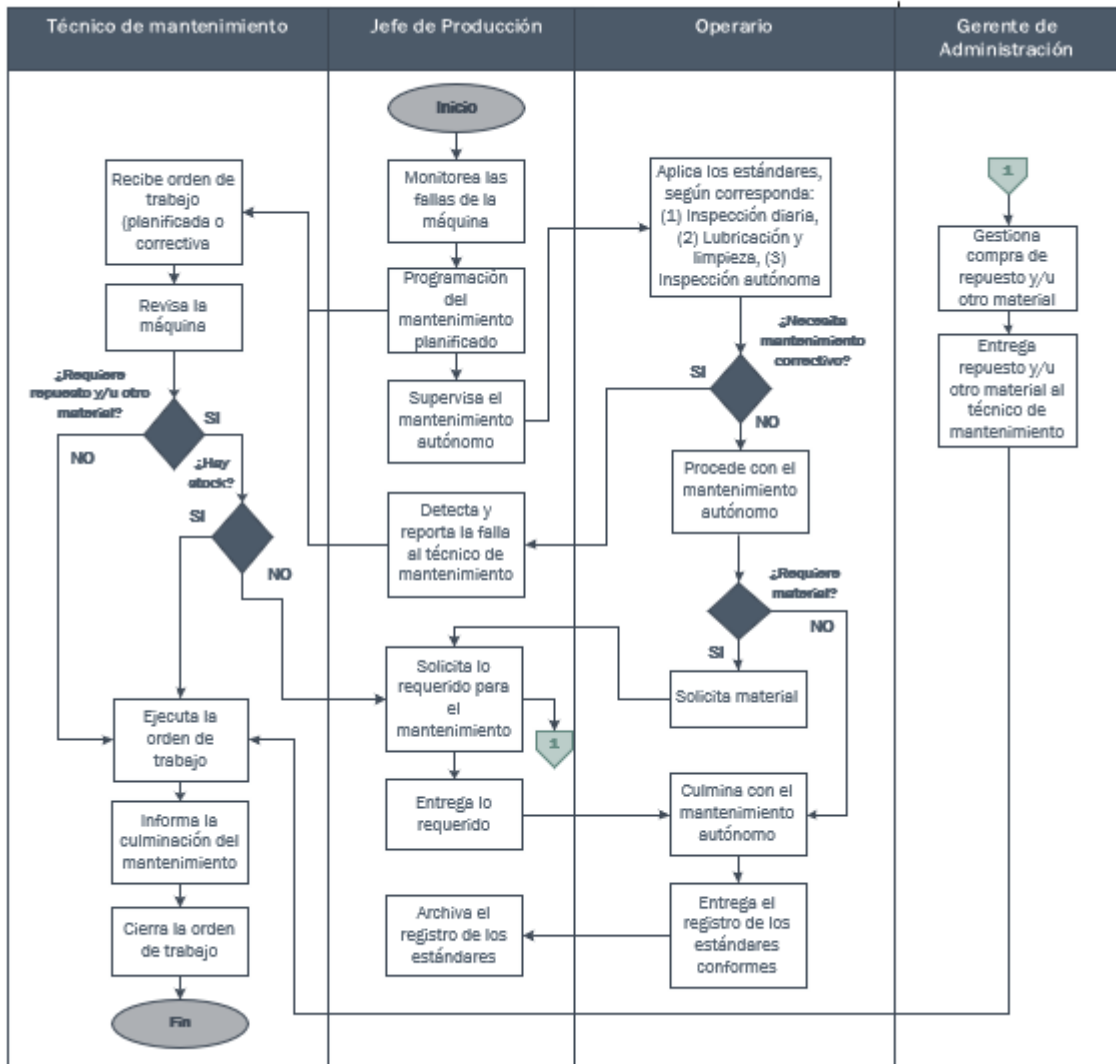 Técnico de mantenimiento
Jefe de Producción
Operario
Gerente de
Administración
Inicio
Recibe orden de
trabajo
(planificada o
correctiva
Revisa la
máquina
¿Requiere
repuesto y/u otro
material?
SI
NO
¿Hay
stock?
SI
NO
Ejecuta la
orden de
trabajo
Informa la
culminación del
mantenimiento
Cierra la orden
de trabajo
Fin
Monitorea las
fallas de la
máquina
Programación
del
mantenimiento
planificado
Supervisa el
mantenimiento
autónomo
Detecta y
reporta la falla
al técnico de
mantenimiento
Solicita lo
requerido para
el
mantenimiento
1
Entrega lo
requerido
Archiva el
registro de los
estándares
Aplica los estándares,
según corresponda:
(1) Inspección diaria,
(2) Lubricación y
limpieza, (3)
Inspección autónoma
¿Necesita
mantenimiento
correctivo?
SI
NO
Procede con el
mantenimiento
autónomo
¿Requiere
material?
NO
SI
Solicita material
Culmina con el
mantenimiento
autónomo
Entrega el
registro de los
estándares
conformes
1
Gestiona
compra de
repuesto y/u
otro material
Entrega
repuesto y/u
otro material al
técnico de
mantenimiento